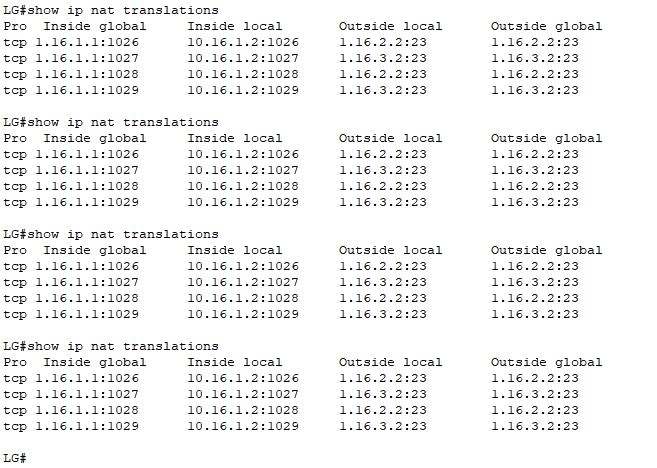 LG#show ip nat translations
Pro  Inside global     Inside local       Outside local      Outside global
tcp 1.16.1.1:1026      10.16.1.2:1026     1.16.2.2:23        1.16.2.2:23
tcp 1.16.1.1:1027      10.16.1.2:1027     1.16.3.2:23        1.16.3.2:23
tcp 1.16.1.1:1028      10.16.1.2:1028     1.16.2.2:23        1.16.2.2:23
tcp 1.16.1.1:1029      10.16.1.2:1029     1.16.3.2:23        1.16.3.2:23

LG#show ip nat translations
Pro  Inside global     Inside local       Outside local      Outside global
tcp 1.16.1.1:1026      10.16.1.2:1026     1.16.2.2:23        1.16.2.2:23
tcp 1.16.1.1:1027      10.16.1.2:1027     1.16.3.2:23        1.16.3.2:23
tcp 1.16.1.1:1028      10.16.1.2:1028     1.16.2.2:23        1.16.2.2:23
tcp 1.16.1.1:1029      10.16.1.2:1029     1.16.3.2:23        1.16.3.2:23

LG#show ip nat translations
Pro  Inside global     Inside local       Outside local      Outside global
tcp 1.16.1.1:1026      10.16.1.2:1026     1.16.2.2:23        1.16.2.2:23
tcp 1.16.1.1:1027      10.16.1.2:1027     1.16.3.2:23        1.16.3.2:23
tcp 1.16.1.1:1028      10.16.1.2:1028     1.16.2.2:23        1.16.2.2:23
tcp 1.16.1.1:1029      10.16.1.2:1029     1.16.3.2:23        1.16.3.2:23

LG#show ip nat translations
Pro  Inside global     Inside local       Outside local      Outside global
tcp 1.16.1.1:1026      10.16.1.2:1026     1.16.2.2:23        1.16.2.2:23
tcp 1.16.1.1:1027      10.16.1.2:1027     1.16.3.2:23        1.16.3.2:23
tcp 1.16.1.1:1028      10.16.1.2:1028     1.16.2.2:23        1.16.2.2:23
tcp 1.16.1.1:1029      10.16.1.2:1029     1.16.3.2:23        1.16.3.2:23

LG#